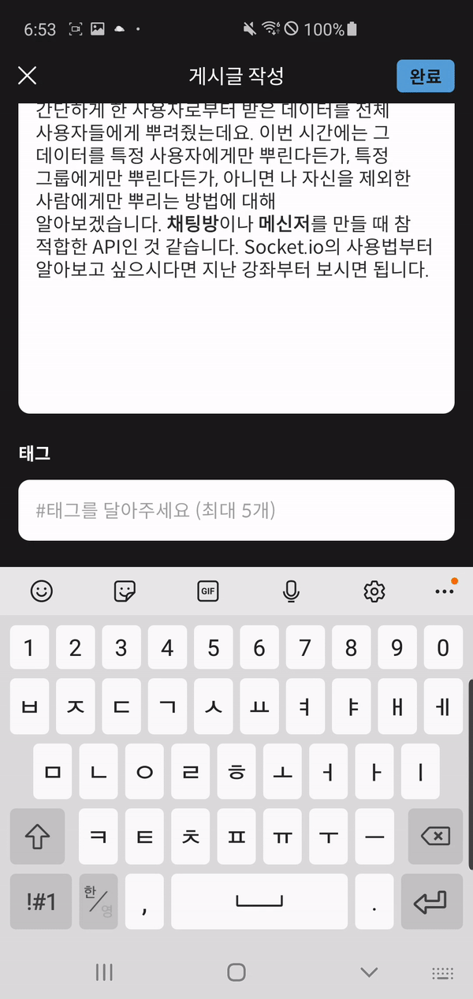 6:53
100%
게시글 작성
완료
간단하게 한 사용자로부터 받은 데이터를 전체
사용자들에게 뿌려줬는데요. 이번 시간에는 그
데이터를 특정 사용자에게만 뿌린다든가, 특정
그룹에게만 뿌린다든가, 아니면 나 자신을 제외한
사람에게만 뿌리는 방법에 대해
알아보겠습니다. 채팅방이나 메신저를 만들 때 참
적합한 API인 것 같습니다. Socket.io의 사용법부터
알아보고 싶으시다면 지난 강좌부터 보시면 됩니다.
태그
#태그를 달아주세요 (최대 5개)
GIF
1 2 3 4 5 6 7 8 9 0
ㅂ ㅈ ㄷ ㄱ ㅅ ㅛ ㅕ ㅑ ㅐ ㅔ
ㅁ ㄴ ㅇ ㄹ ㅎ ㅗ ㅓ ㅏ ㅣ
ㅋ ㅌ ㅊ ㅍ ㅠ ㅜ ㅡ
!#1 한/영 , .